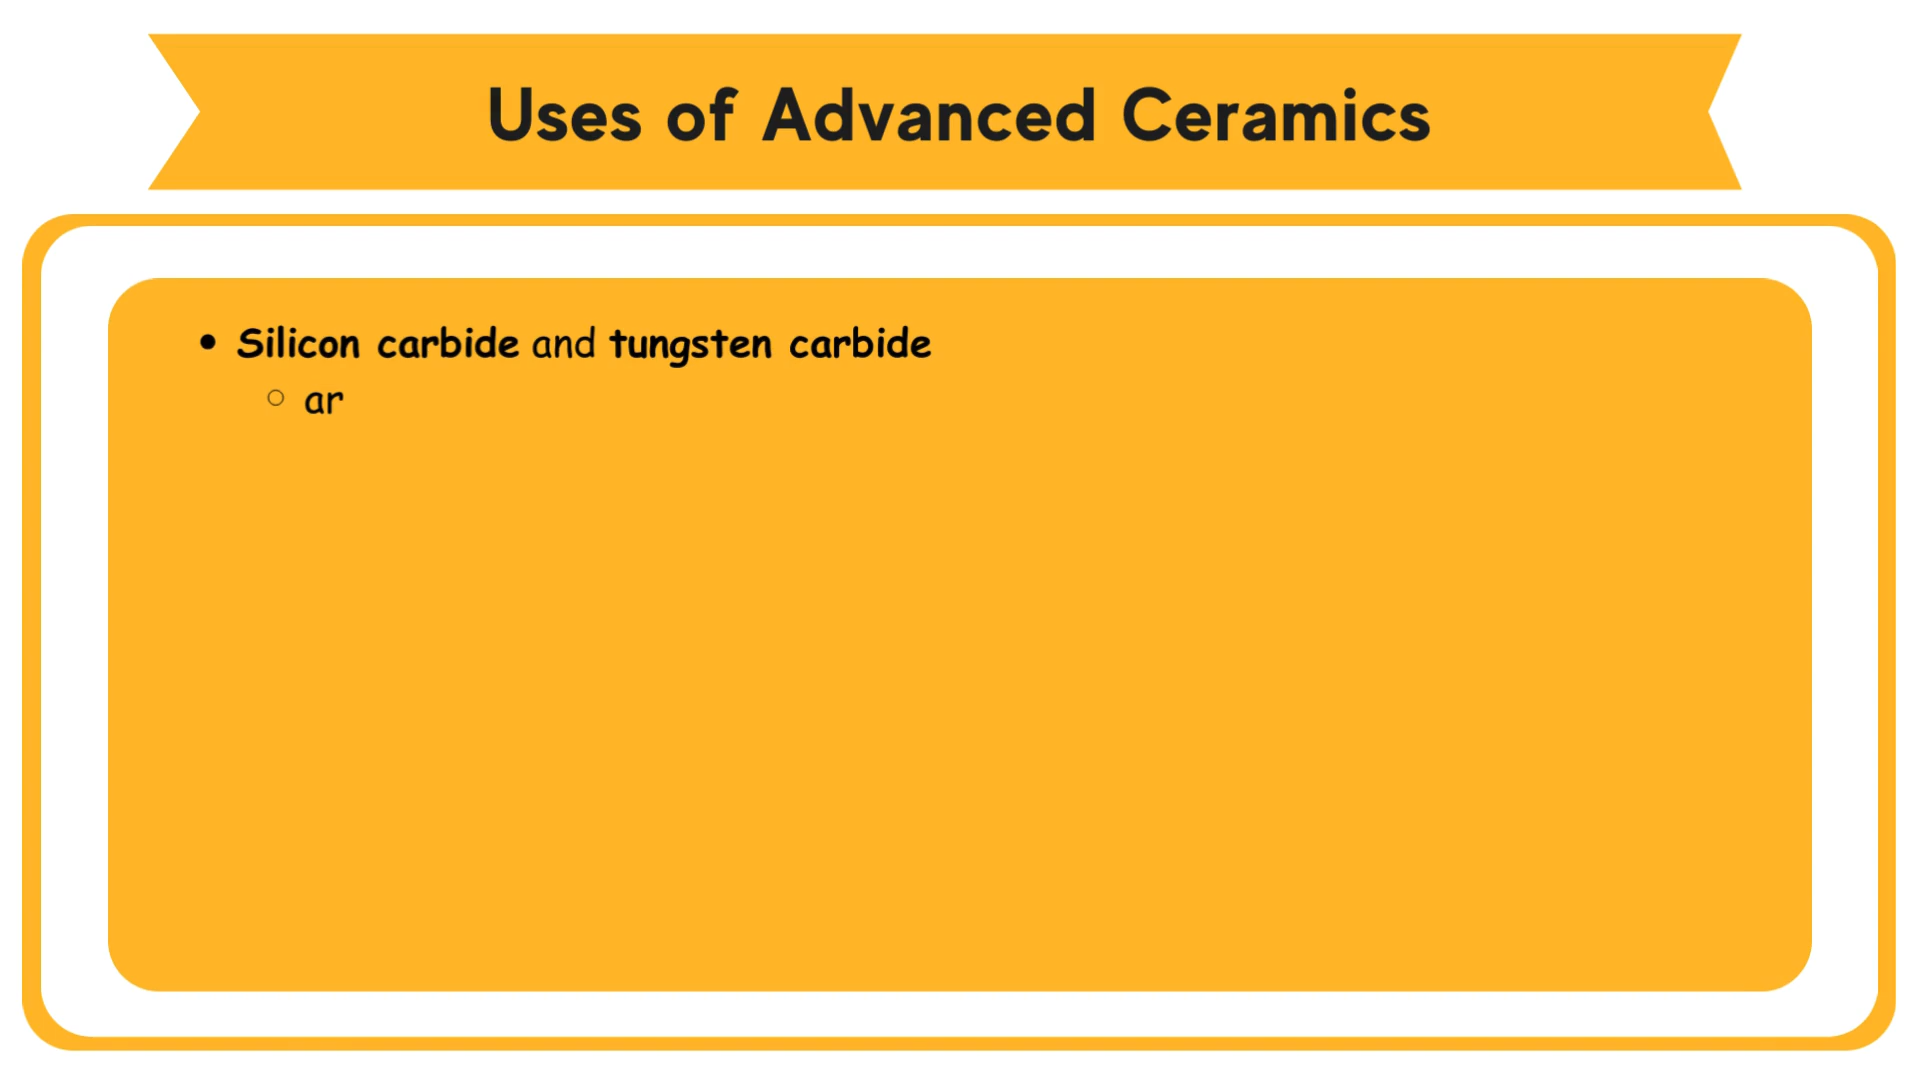 Uses of Advanced Ceramics
• Silicon carbide and tungsten carbide
○ ar